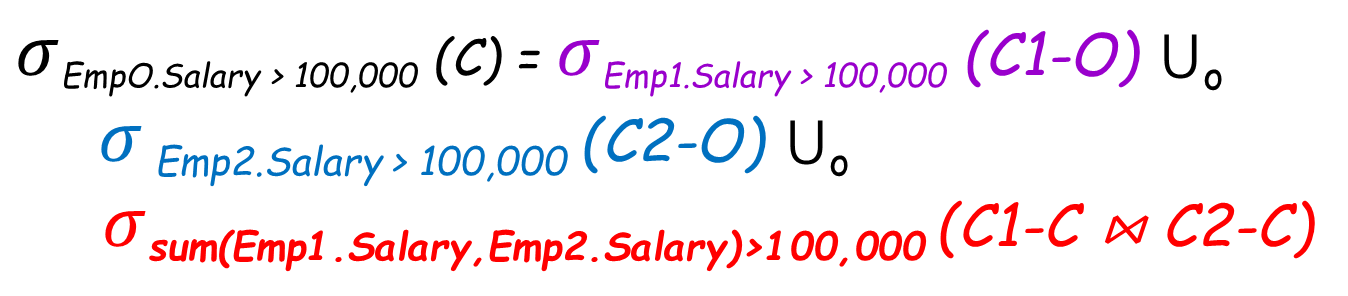 σ EmpO.Salary > 100,000 (C) = σ Emp1.Salary > 100,000 (C1-O) U o
σ Emp2.Salary > 100,000 (C2-O) U o
σ sum(Emp1.Salary,Emp2.Salary)>100,000 (C1-C ⋈ C2-C)